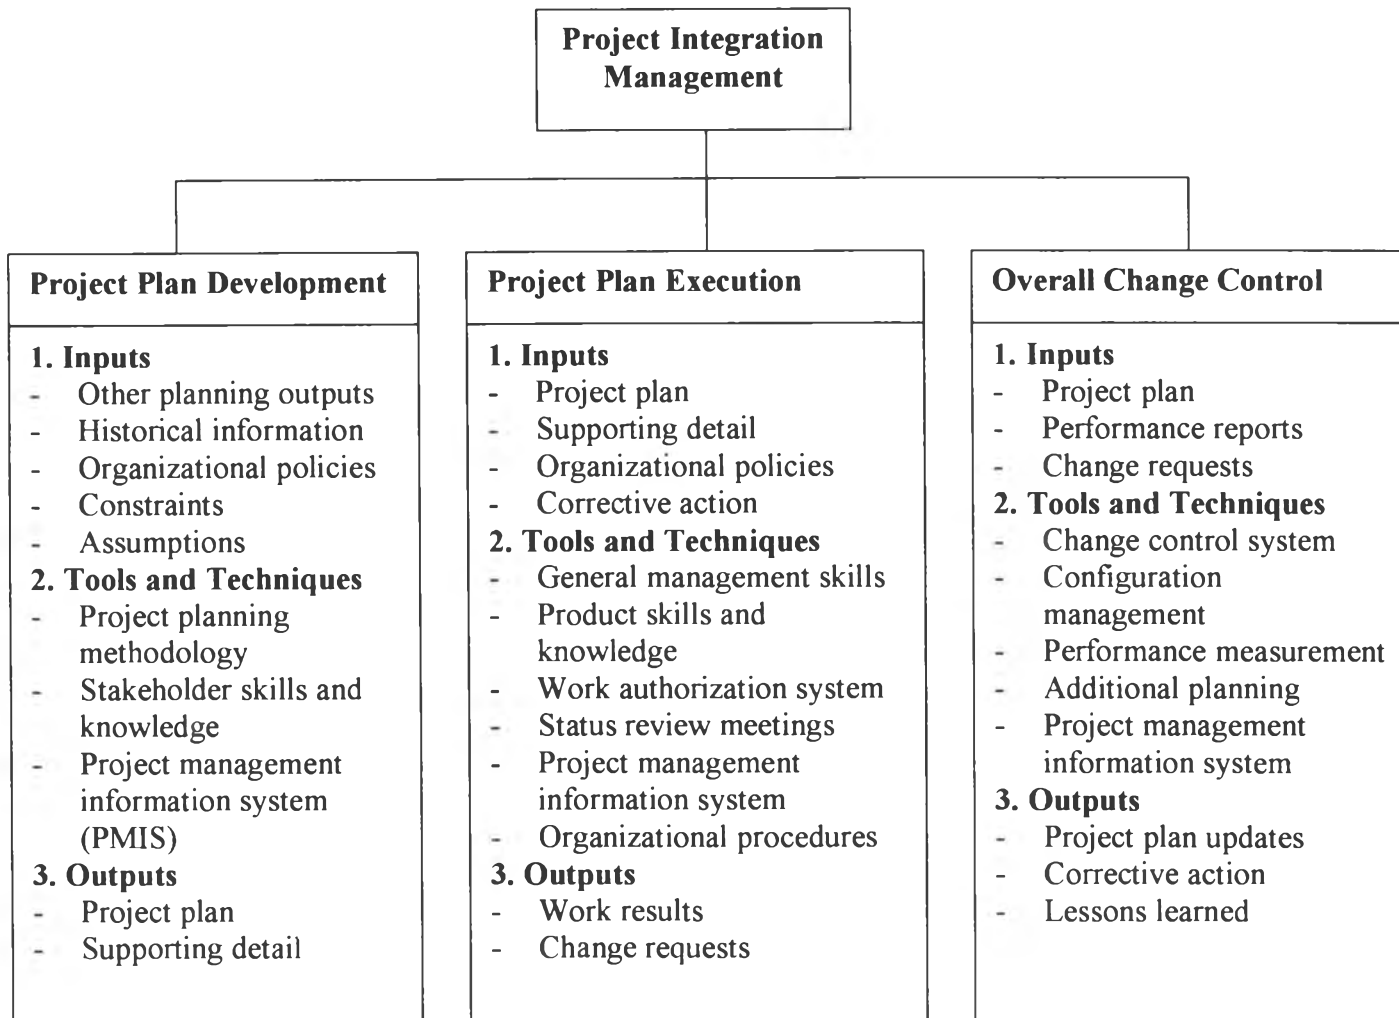 Project Integration
Management
Project Plan Development
1. Inputs
- Other planning outputs
- Historical information
- Organizational policies
- Constraints
- Assumptions
2. Tools and Techniques
- Project planning
methodology
- Stakeholder skills and
knowledge
- Project management
information system
(PMIS)
3. Outputs
- Project plan
- Supporting detail
Project Plan Execution
1. Inputs
- Project plan
- Supporting detail
- Organizational policies
- Corrective action
2. Tools and Techniques
- General management skills
- Product skills and
knowledge
- Work authorization system
- Status review meetings
- Project management
information system
- Organizational procedures
3. Outputs
- Work results
- Change requests
Overall Change Control
1. Inputs
- Project plan
- Performance reports
- Change requests
2. Tools and Techniques
- Change control system
- Configuration
management
- Performance measurement
- Additional planning
- Project management
information system
3. Outputs
- Project plan updates
- Corrective action
- Lessons learned